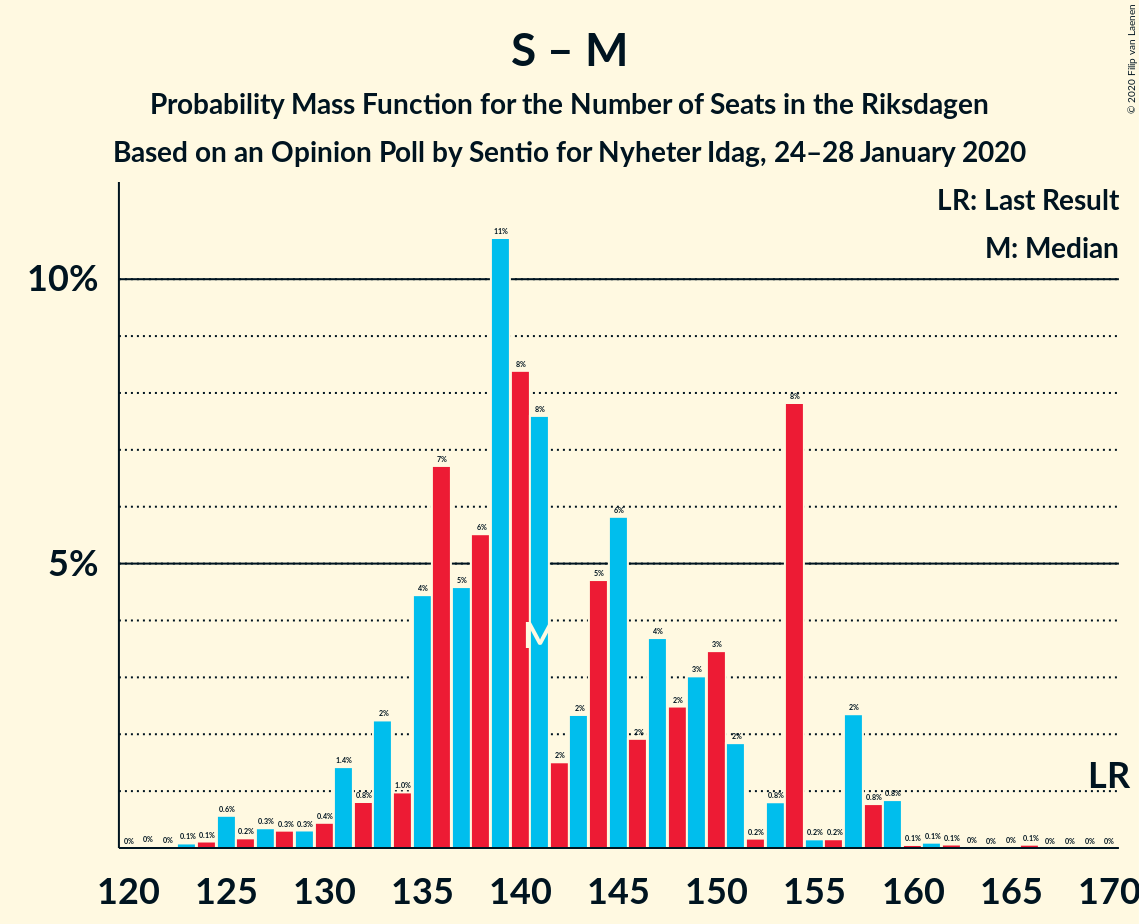 © 2020 Filip van Laenen
S – M
Probability Mass Function for the Number of Seats in the Riksdagen
Based on an Opinion Poll by Sentio for Nyheter Idag, 24–28 January 2020
LR: Last Result
M: Median
10%
5%
0% 0% 0% 0.1% 0.1% 0.6% 0.2% 0.3% 0.3% 0.3% 0.4% 1.4% 0.8% 2% 1.0% 4% 7% 5% 6% 11% 8% 8% 2% 2% 5% 6% 2% 4% 2% 3% 3% 2% 0.2% 0.8% 8% 0.2% 0.2% 2% 0.8% 0.8% 0.1% 0.1% 0.1% 0% 0% 0% 0.1% 0% 0% 0% 0%
M
LR
120 125 130 135 140 145 150 155 160 165 170